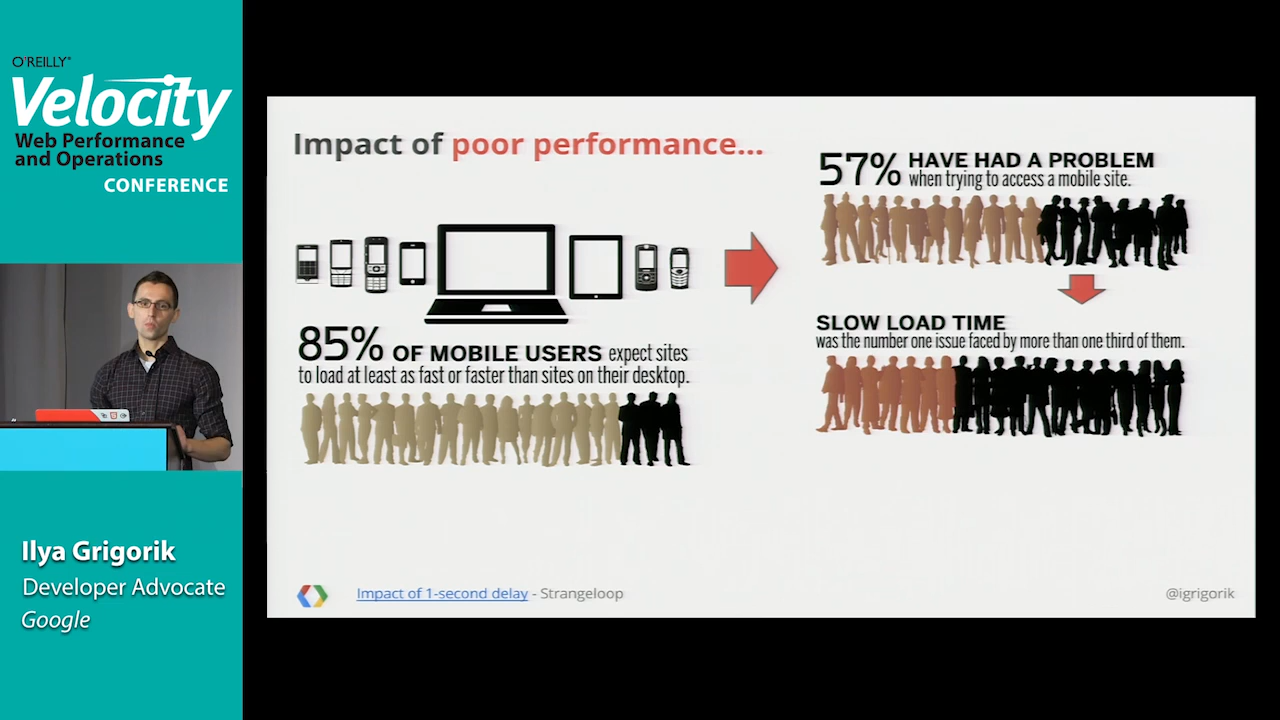 O'REILLY®
Velocity
Web Performance
and Operations
CONFERENCE
Ilya Grigorik
Developer Advocate
Google
Impact of poor performance...
85% OF MOBILE USERS expect sites
to load at least as fast or faster than sites on their desktop.
57% HAVE HAD A PROBLEM
when trying to access a mobile site.
SLOW LOAD TIME
was the number one issue faced by more than one third of them.
Impact of 1-second delay - Strangeloop
@igrigorik